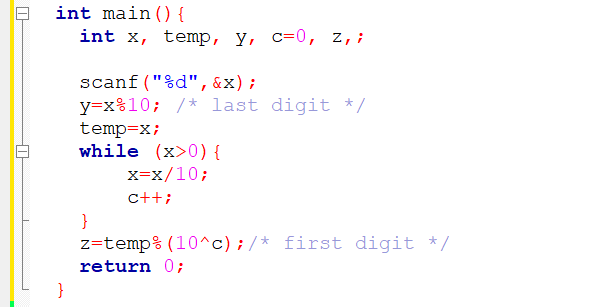 int main(){
int x, temp, y, c=0, z,;
scanf("%d",&x);
y=x%10; /* last digit */
temp=x;
while (x>0){
x=x/10;
c++;
}
z=temp%(10^c);/* first digit */
return 0;
}